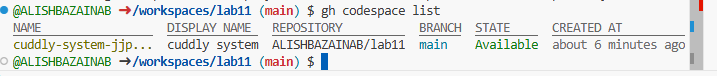 @ALISHBAZAINAB ➜/workspaces/lab11 (main) $ gh codespace list
NAME DISPLAY NAME REPOSITORY BRANCH STATE CREATED AT
cuddly-system-jjp... cuddly system ALISHBAZAINAB/lab11 main Available about 6 minutes ago
@ALISHBAZAINAB ➜/workspaces/lab11 (main) $